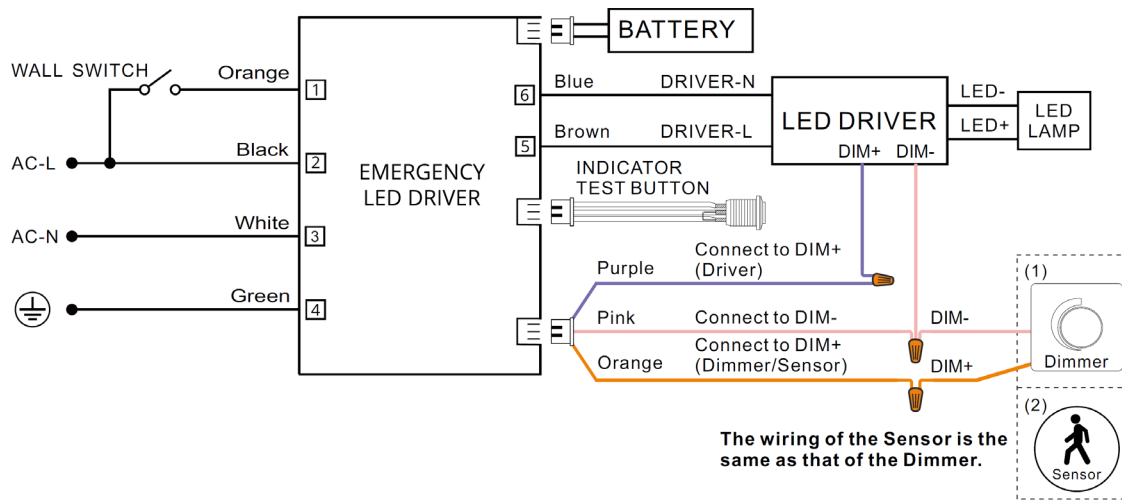 BATTERY
WALL SWITCH
Orange
1
6
Blue
DRIVER-N
LED DRIVER
DIM+ DIM-
LED-
LED+
LED
LAMP
AC-L
Black
2
5
Brown
DRIVER-L
EMERGENCY
LED DRIVER
INDICATOR
TEST BUTTON
AC-N
White
3
Green
4
Purple
Connect to DIM+
(Driver)
Pink
Connect to DIM-
DIM-
Orange
Connect to DIM+
(Dimmer/Sensor)
DIM+
(1)
Dimmer
(2)
Sensor
The wiring of the Sensor is the
same as that of the Dimmer.